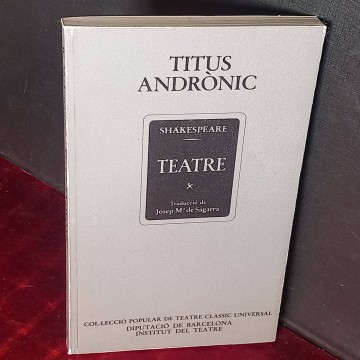 TITUS
ANDRÒNIC
SHAKESPEARE
TEATRE
Traducció de
Josep Mª de Sagarra
COL·LECCIÓ POPULAR DE TEATRE CLASSIC UNIVERSAL
DIPUTACIÓ DE BARCELONA
INSTITUT DEL TEATRE